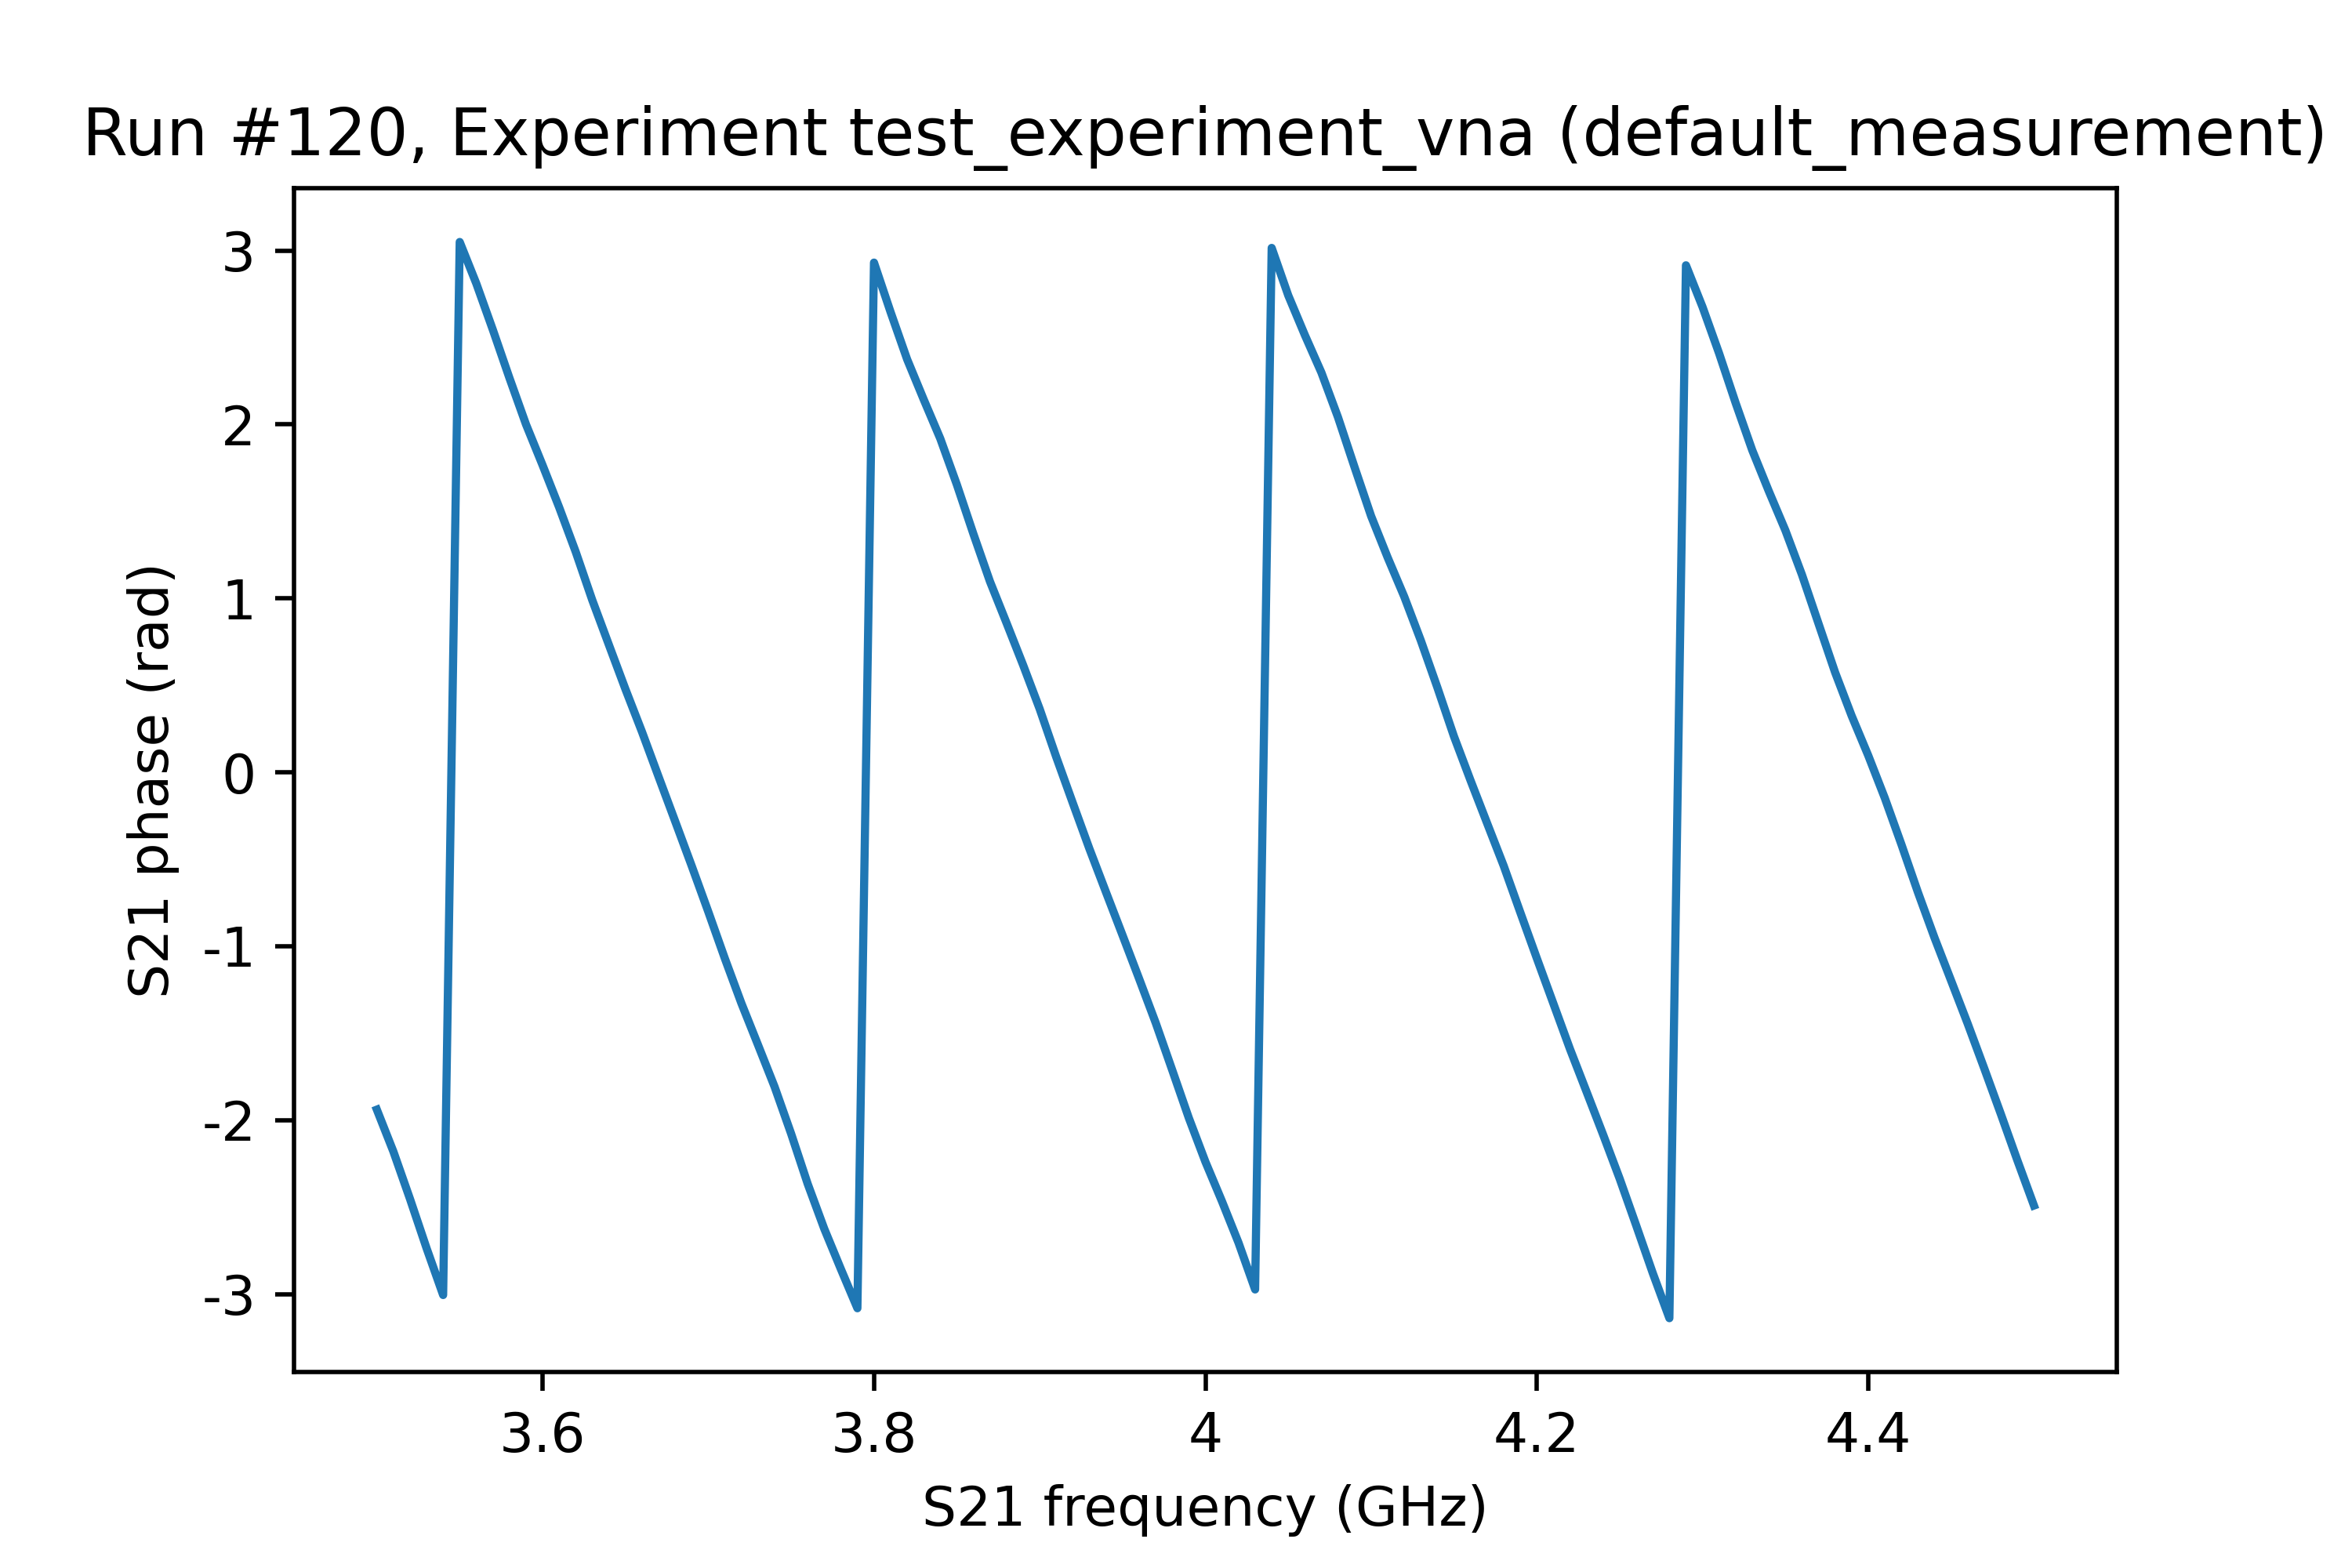 Run #120, Experiment test_experiment_vna (default_measurement)
3
2
1
0
-1
-2
-3
S21 phase (rad)
3.6 3.8 4 4.2 4.4
S21 frequency (GHz)